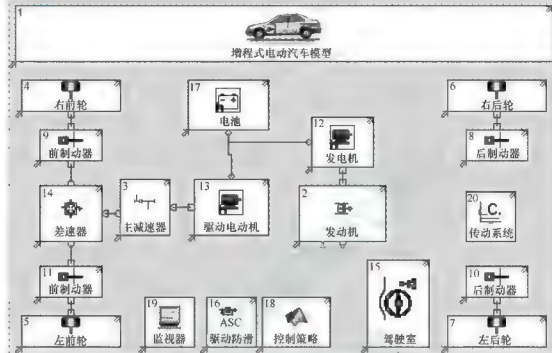 1
增程式电动汽车模型
4
右前轮
17
电池
6
右后轮
9
前制动器
12
发电机
8
后制动器
14
差速器
3
主减速器
13
驱动电动机
2
发动机
20
L.C.
传动系统
11
前制动器
19
监视器
16
ASC
驱动防滑
18
控制策略
15
驾驶室
10
后制动器
5
左前轮
7
左后轮